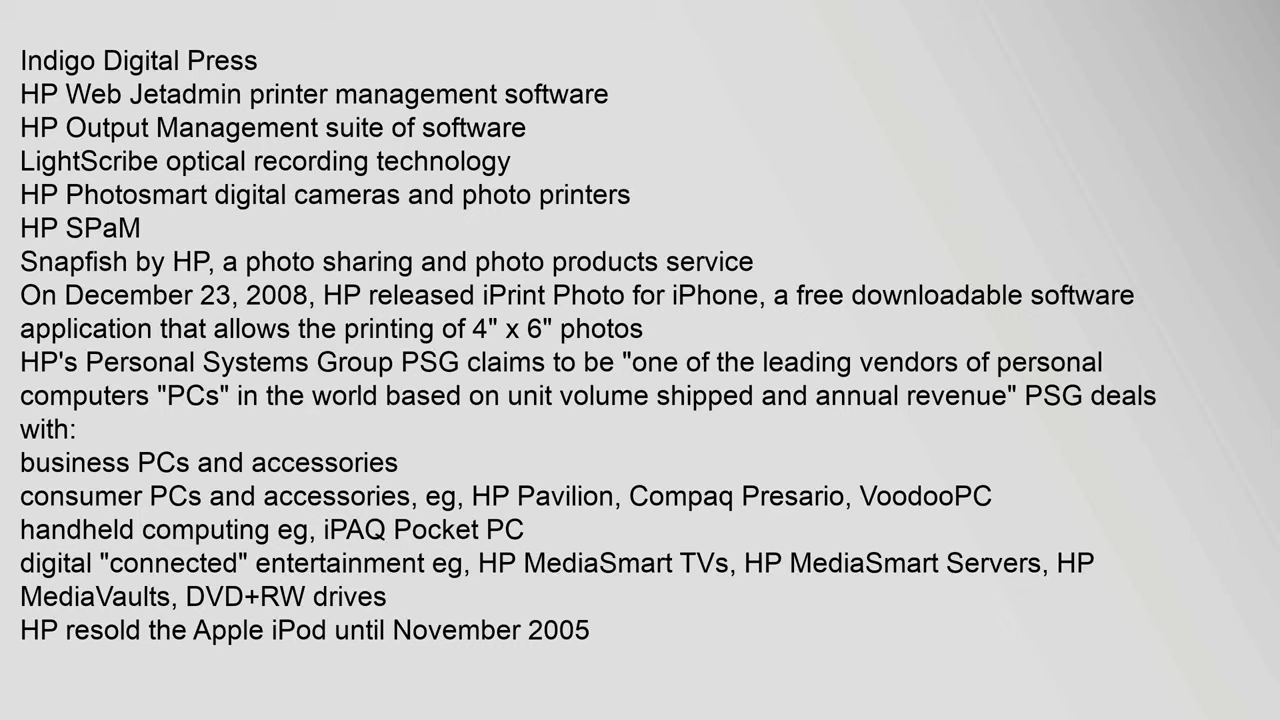 Indigo Digital Press
HP Web Jetadmin printer management software
HP Output Management suite of software
LightScribe optical recording technology
HP Photosmart digital cameras and photo printers
HP SPaM
Snapfish by HP, a photo sharing and photo products service
On December 23, 2008, HP released iPrint Photo for iPhone, a free downloadable software
application that allows the printing of 4" x 6" photos
HP's Personal Systems Group PSG claims to be "one of the leading vendors of personal
computers "PCs" in the world based on unit volume shipped and annual revenue" PSG deals
with:
business PCs and accessories
consumer PCs and accessories, eg, HP Pavilion, Compaq Presario, VoodooPC
handheld computing eg, iPAQ Pocket PC
digital "connected" entertainment eg, HP MediaSmart TVs, HP MediaSmart Servers, HP
MediaVaults, DVD+RW drives
HP resold the Apple iPod until November 2005